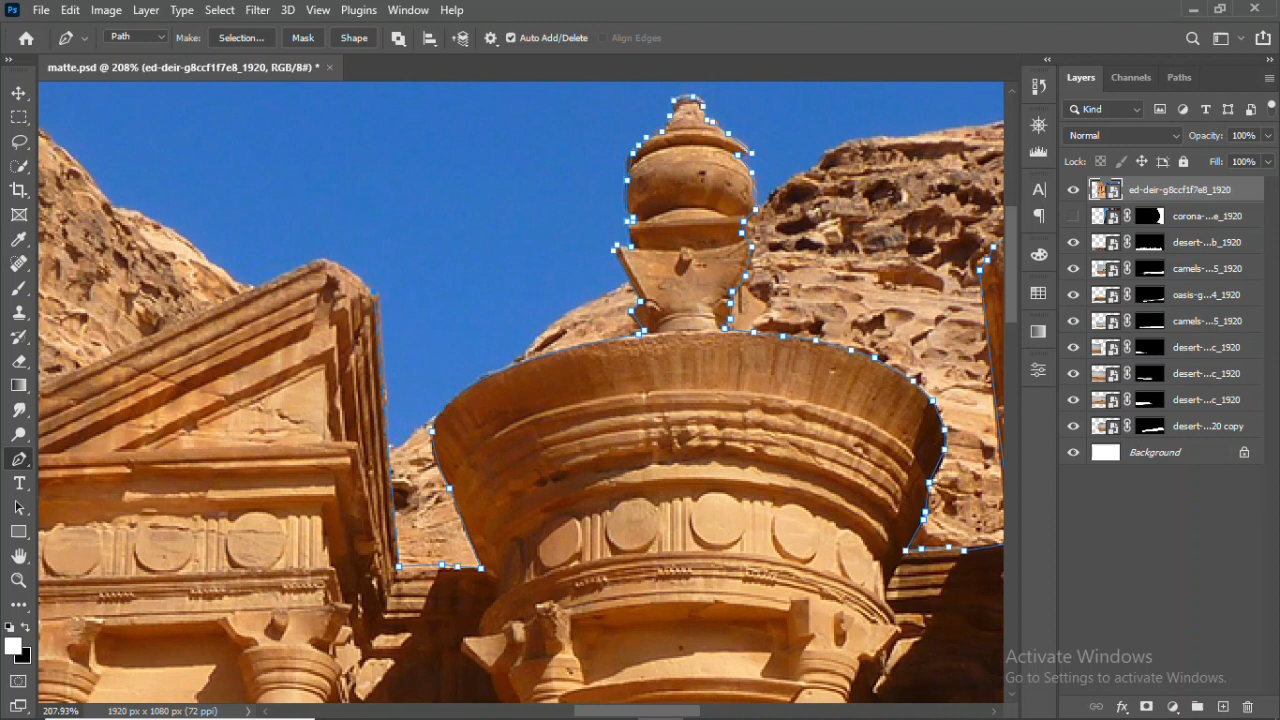 Ps File Edit Image Layer Type Select Filter 3D View Plugins Window Help
Path Make: Selection... Mask Shape Auto Add/Delete Align Edges
matte.psd @ 208% (ed-deir-g8ccf1f7e8_1920, RGB/8#) * ×
Layers Channels Paths
Kind
Normal Opacity: 100%
Lock: Fill: 100%
ed-deir-g8ccf1f7e8_1920
corona-...e_1920
desert-...b_1920
camels-...5_1920
oasis-g...4_1920
camels-...5_1920
desert-...c_1920
desert-...c_1920
desert-...c_1920
desert-...20 copy
Background
Activate Windows
Go to Settings to activate Windows.
207.93% 1920 px x 1080 px (72 ppi)